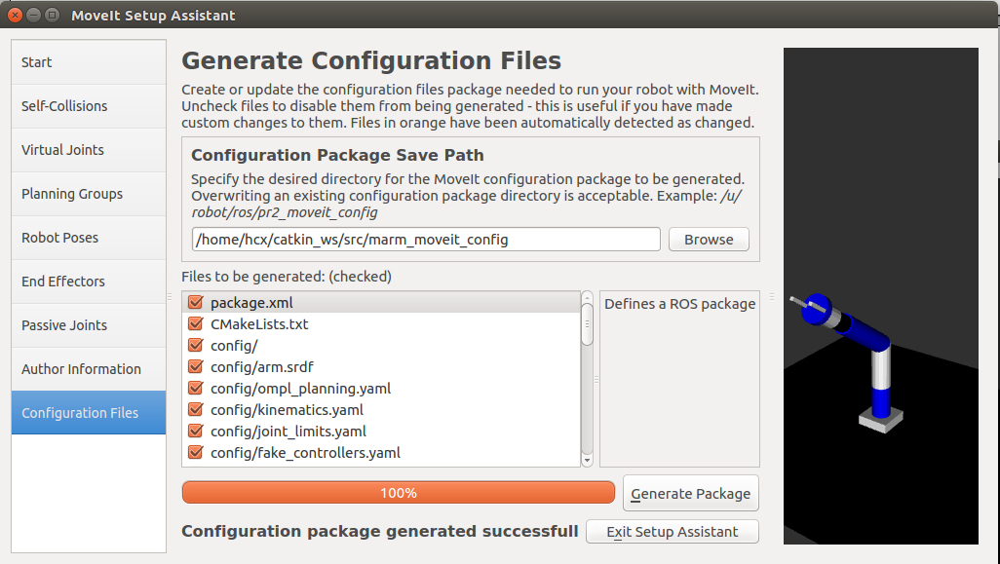 MoveIt Setup Assistant
Start
Self-Collisions
Virtual Joints
Planning Groups
Robot Poses
End Effectors
Passive Joints
Author Information
Configuration Files
Generate Configuration Files
Create or update the configuration files package needed to run your robot with MoveIt.
Uncheck files to disable them from being generated - this is useful if you have made
custom changes to them. Files in orange have been automatically detected as changed.
Configuration Package Save Path
Specify the desired directory for the MoveIt configuration package to be generated.
Overwriting an existing configuration package directory is acceptable. Example: /u/
robot/ros/pr2_moveit_config
/home/hcx/catkin_ws/src/marm_moveit_config
Browse
Files to be generated: (checked)
package.xml
CMakeLists.txt
config/
config/arm.srdf
config/ompl_planning.yaml
config/kinematics.yaml
config/joint_limits.yaml
config/fake_controllers.yaml
Defines a ROS package
100%
Generate Package
Configuration package generated successfull
Exit Setup Assistant